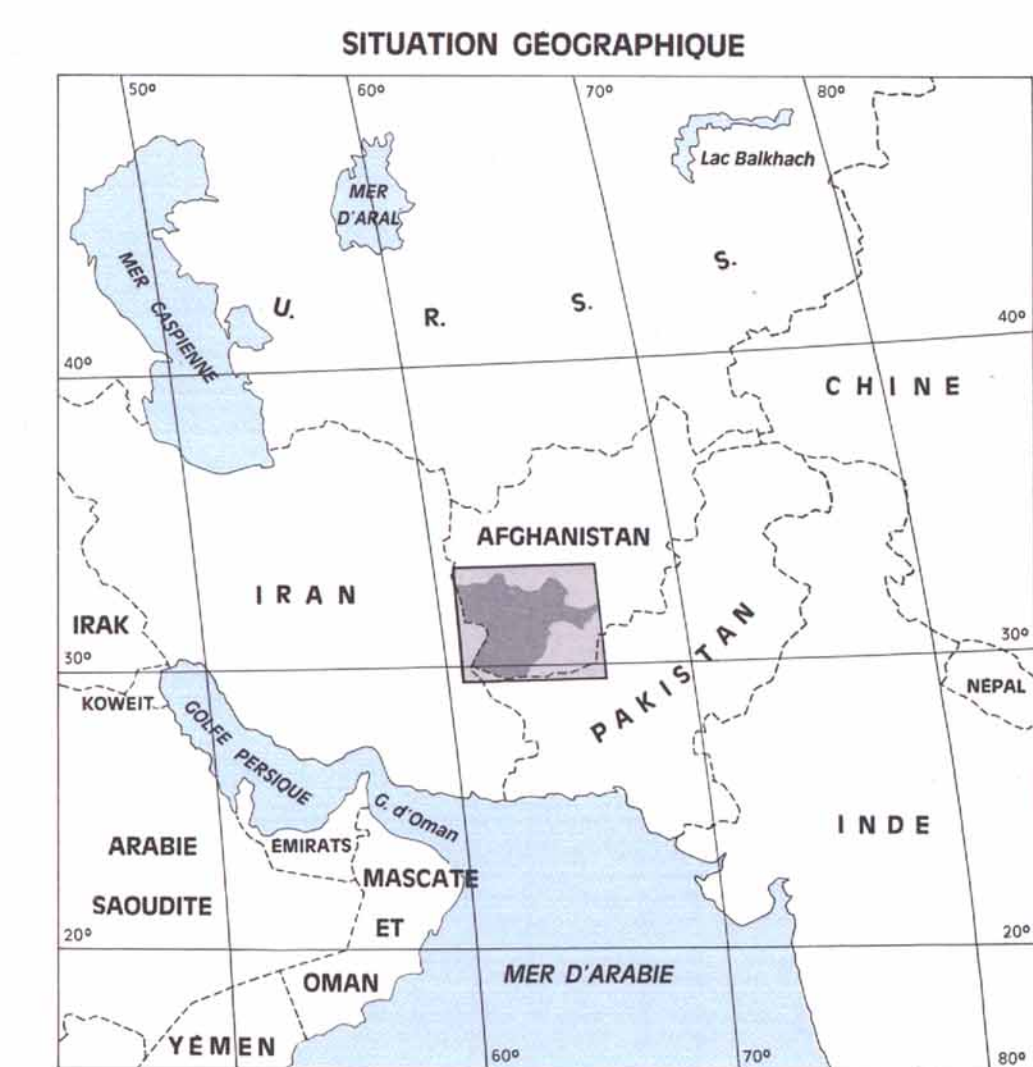 SITUATION GÉOGRAPHIQUE
50°
60°
70°
80°
Lac Balkhach
MER
D'ARAL
MER CASPIENNE
U. R. S. S.
40°
40°
CHINE
AFGHANISTAN
IRAN
IRAK
30°
30°
KOWEIT
GOLFE PERSIQUE
PAKISTAN
NÉPAL
G. d'Oman
INDE
ARABIE
SAOUDITE
ÉMIRATS
MASCATE
ET
OMAN
20°
20°
MER D'ARABIE
YÉMEN
60°
70°
80°